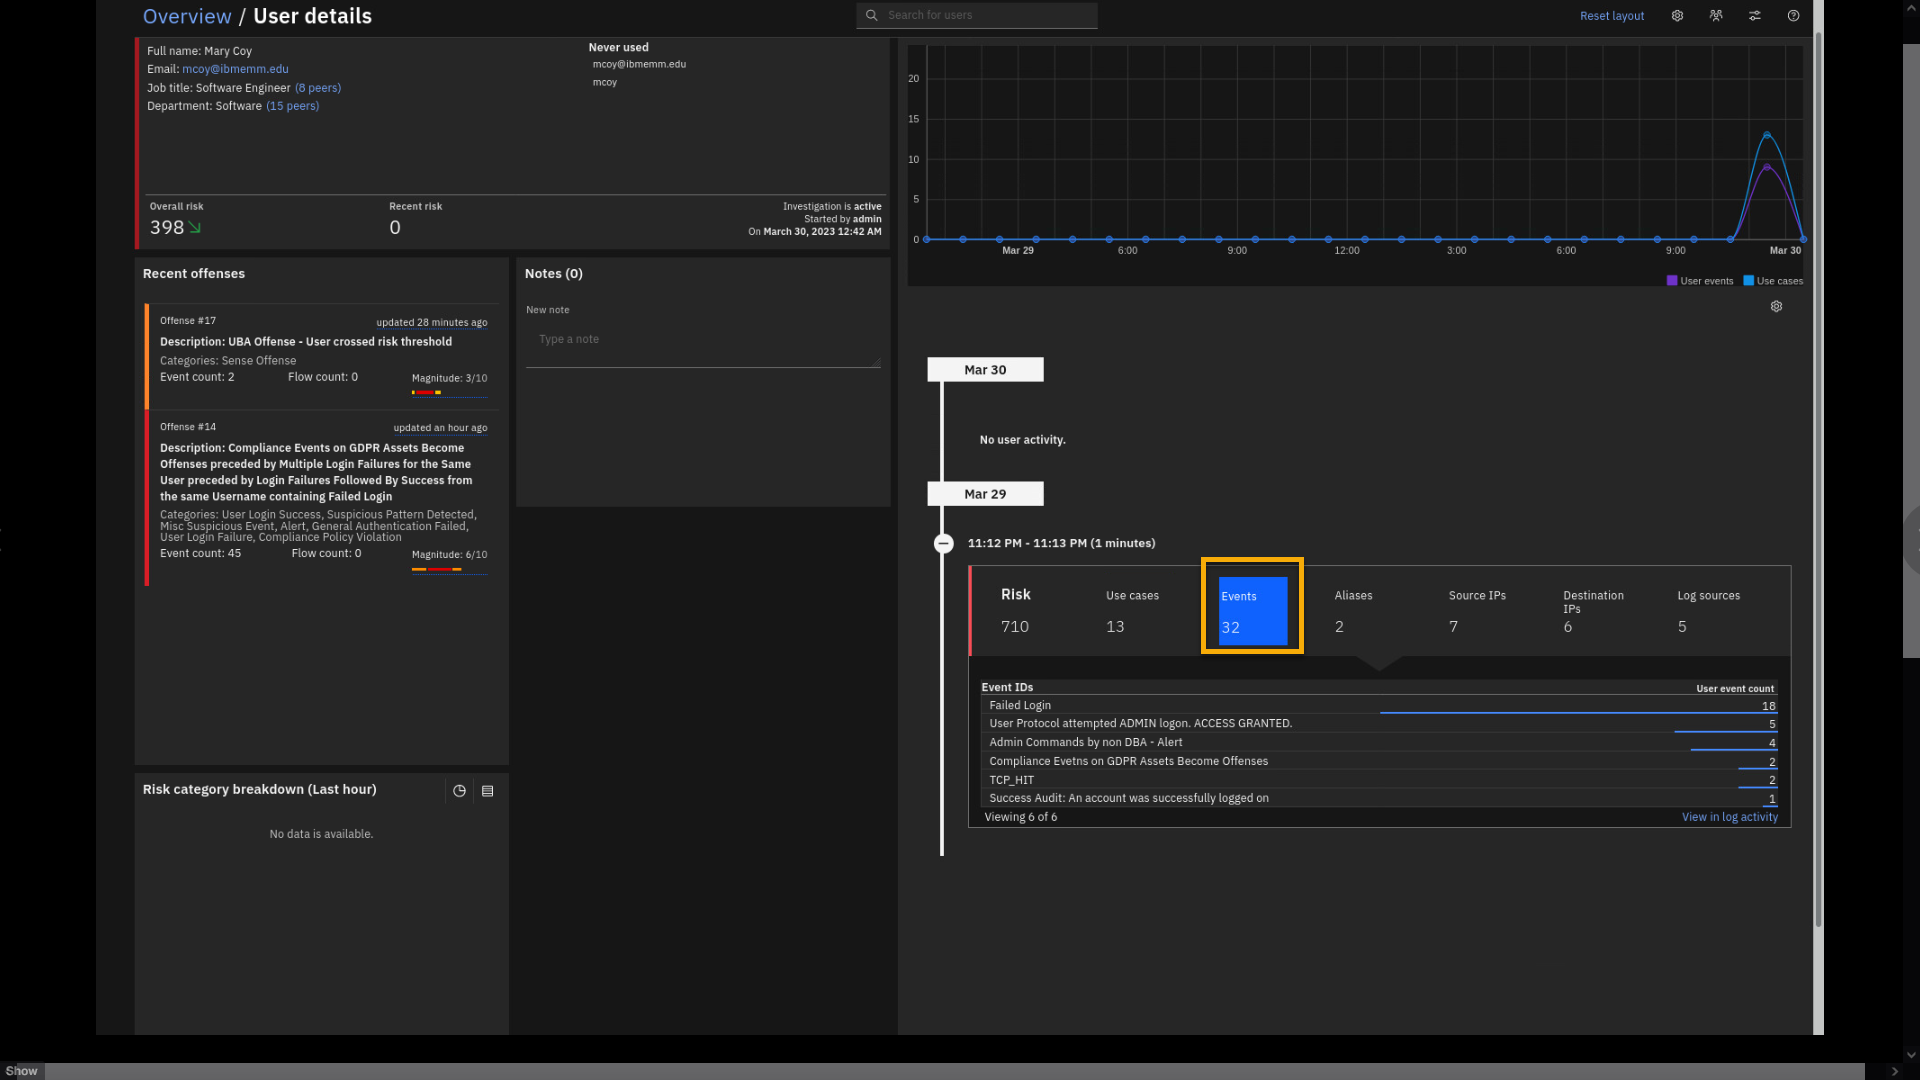 Overview / User details
Search for users
Reset layout
Full name: Mary Coy
Email: mcoy@ibmemm.edu
Job title: Software Engineer (8 peers)
Department: Software (15 peers)
Never used
mcoy@ibmemm.edu
mcoy
Overall risk
398
Recent risk
0
Investigation is active
Started by admin
On March 30, 2023 12:42 AM
Recent offenses
Offense #17
updated 28 minutes ago
Description: UBA Offense - User crossed risk threshold
Categories: Sense Offense
Event count: 2 Flow count: 0 Magnitude: 3/10
Offense #14
updated an hour ago
Description: Compliance Events on GDPR Assets Become
Offenses preceded by Multiple Login Failures for the Same
User preceded by Login Failures Followed By Success from
the same Username containing Failed Login
Categories: User Login Success, Suspicious Pattern Detected,
Misc Suspicious Event, Alert, General Authentication Failed,
User Login Failure, Compliance Policy Violation
Event count: 45 Flow count: 0 Magnitude: 6/10
Notes (0)
New note
Type a note
Risk category breakdown (Last hour)
No data is available.
20
15
10
5
0
Mar 29 6:00 9:00 12:00 3:00 6:00 9:00 Mar 30
User events Use cases
Mar 30
No user activity.
Mar 29
11:12 PM - 11:13 PM (1 minutes)
Risk
710
Use cases
13
Events
32
Aliases
2
Source IPs
7
Destination
IPs
6
Log sources
5
Event IDs User event count
Failed Login 18
User Protocol attempted ADMIN logon. ACCESS GRANTED. 5
Admin Commands by non DBA - Alert 4
Compliance Evetns on GDPR Assets Become Offenses 2
TCP_HIT 2
Success Audit: An account was successfully logged on 1
Viewing 6 of 6 View in log activity
Show